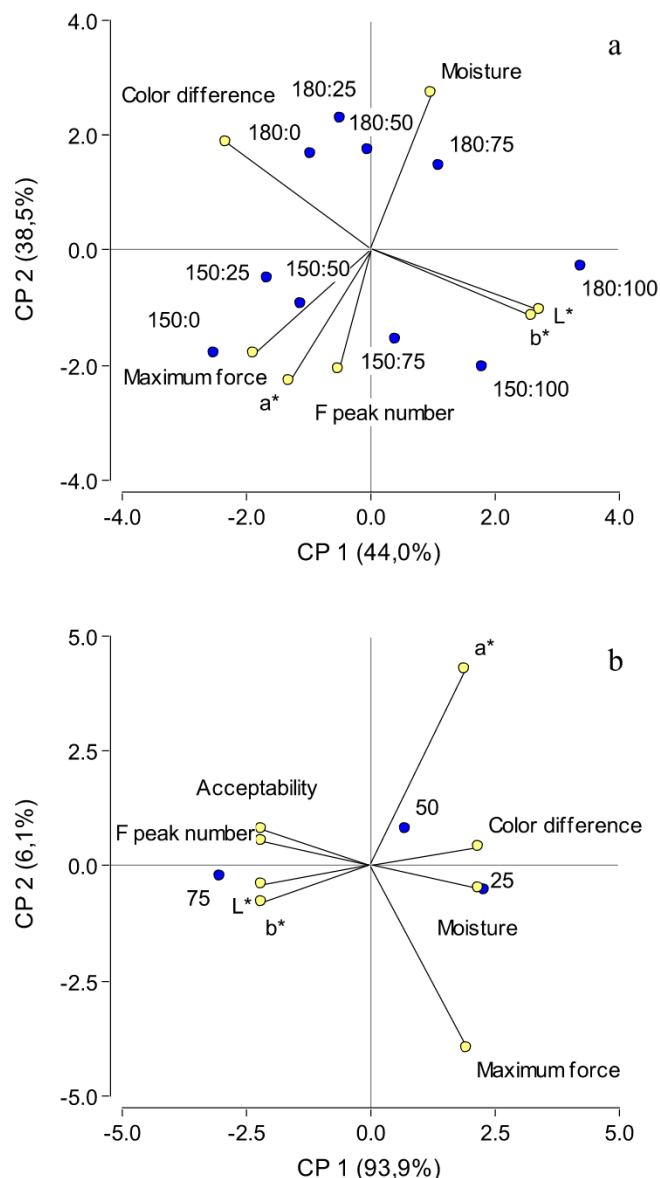 a
4.0
Moisture
180:25
Color difference
180:0
180:50
2.0
180:75
CP 2 (38,5%)
0.0
150:25
150:50
180:100
L*
b*
150:0
150:75
-2.0
Maximum force
150:100
a*
F peak number
-4.0
-4.0 -2.0 0.0 2.0 4.0
CP 1 (44,0%)
5.0
a*
b
2.5
Acceptability
50
F peak number
Color difference
CP 2 (6,1%)
0.0
75
L*
25
b*
Moisture
-2.5
Maximum force
-5.0
-5.0 -2.5 0.0 2.5 5.0
CP 1 (93,9%)